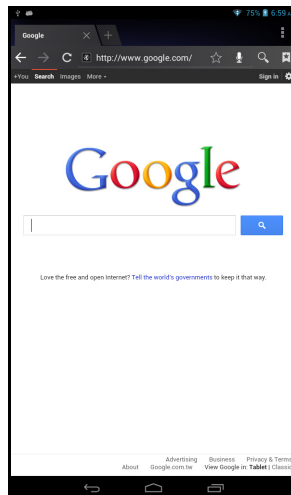 75% 6:59
Google
http://www.google.com/
+You Search Images More
Sign in
Google
Love the free and open Internet? Tell the world's governments to keep it that way.
Advertising Business Privacy & Terms
About Google.com.tw View Google in: Tablet | Classic